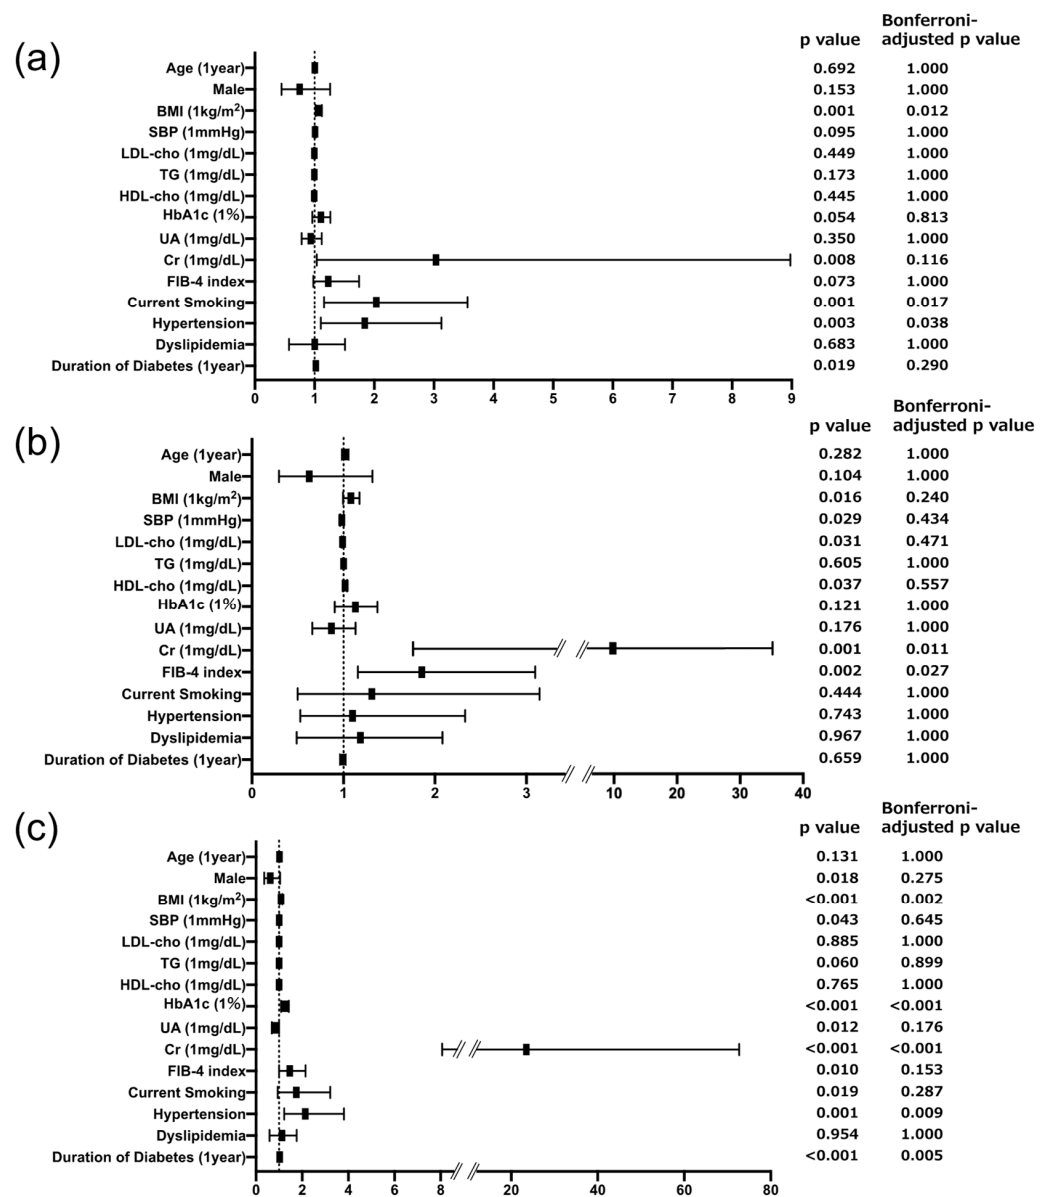 (a)
p value Bonferroni-
adjusted p value
Age (1year) 0.692 1.000
Male 0.153 1.000
BMI (1kg/m²) 0.001 0.012
SBP (1mmHg) 0.095 1.000
LDL-cho (1mg/dL) 0.449 1.000
TG (1mg/dL) 0.173 1.000
HDL-cho (1mg/dL) 0.445 1.000
HbA1c (1%) 0.054 0.813
UA (1mg/dL) 0.350 1.000
Cr (1mg/dL) 0.008 0.116
FIB-4 index 0.073 1.000
Current Smoking 0.001 0.017
Hypertension 0.003 0.038
Dyslipidemia 0.683 1.000
Duration of Diabetes (1year) 0.019 0.290
0 1 2 3 4 5 6 7 8 9
(b)
p value Bonferroni-
adjusted p value
Age (1year) 0.282 1.000
Male 0.104 1.000
BMI (1kg/m²) 0.016 0.240
SBP (1mmHg) 0.029 0.434
LDL-cho (1mg/dL) 0.031 0.471
TG (1mg/dL) 0.605 1.000
HDL-cho (1mg/dL) 0.037 0.557
HbA1c (1%) 0.121 1.000
UA (1mg/dL) 0.176 1.000
Cr (1mg/dL) 0.001 0.011
FIB-4 index 0.002 0.027
Current Smoking 0.444 1.000
Hypertension 0.743 1.000
Dyslipidemia 0.967 1.000
Duration of Diabetes (1year) 0.659 1.000
0 1 2 3 10 20 30 40
(c)
p value Bonferroni-
adjusted p value
Age (1year) 0.131 1.000
Male 0.018 0.275
BMI (1kg/m²) <0.001 0.002
SBP (1mmHg) 0.043 0.645
LDL-cho (1mg/dL) 0.885 1.000
TG (1mg/dL) 0.060 0.899
HDL-cho (1mg/dL) 0.765 1.000
HbA1c (1%) <0.001 <0.001
UA (1mg/dL) 0.012 0.176
Cr (1mg/dL) <0.001 <0.001
FIB-4 index 0.010 0.153
Current Smoking 0.019 0.287
Hypertension 0.001 0.009
Dyslipidemia 0.954 1.000
Duration of Diabetes (1year) <0.001 0.005
0 2 4 6 8 20 40 60 80